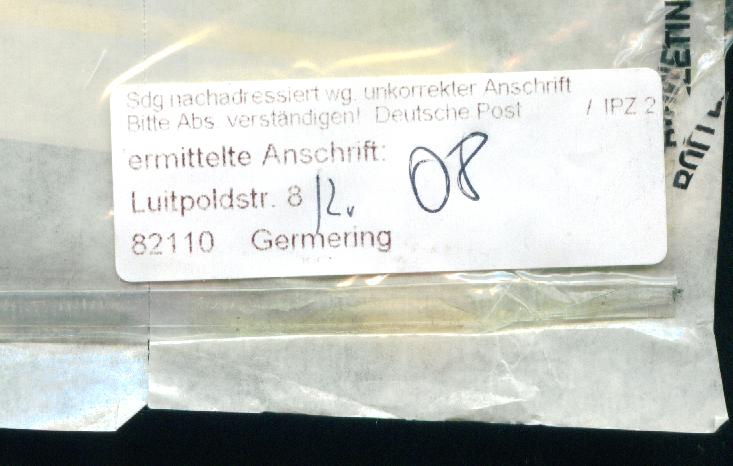 Sdg nachadressiert wg. unkorrekter Anschrift
Bitte Abs. verständigen! Deutsche Post / IPZ 2
ermittelte Anschrift:
08
Luitpoldstr. 8
82110 Germering